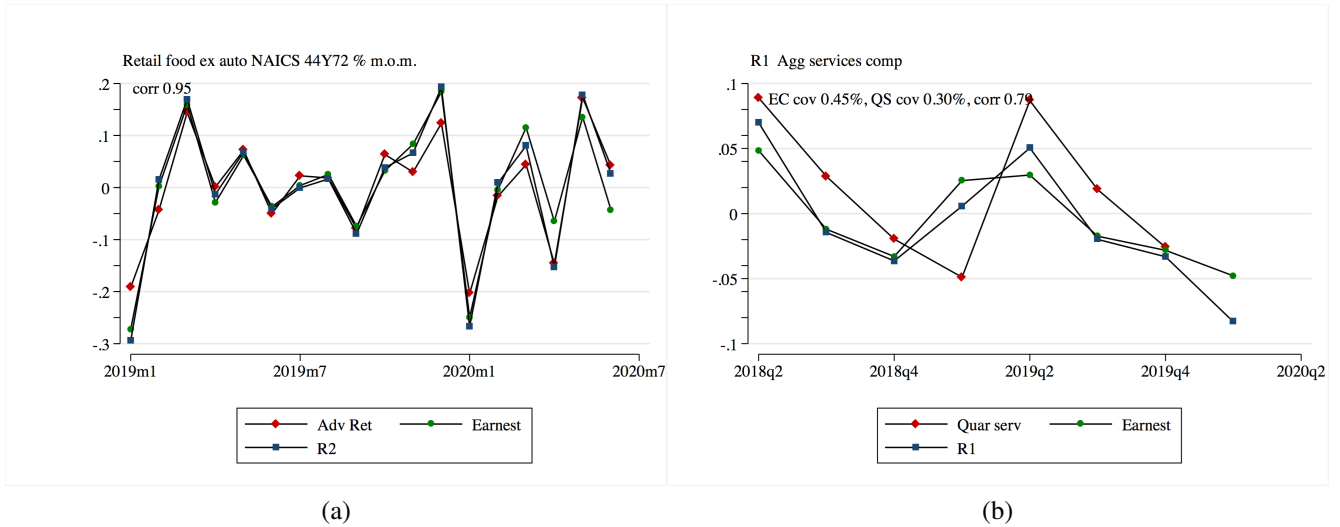 Retail food ex auto NAICS 44Y72 % m.o.m.
corr 0.95
.2
.1
0
-.1
-.2
-.3
2019m1 2019m7 2020m1 2020m7
Adv Ret Earnest
R2
(a)
R1 Agg services comp
EC cov 0.45%, QS cov 0.30%, corr 0.79
.1
.05
0
-.05
-.1
2018q2 2018q4 2019q2 2019q4 2020q2
Quar serv Earnest
R1
(b)